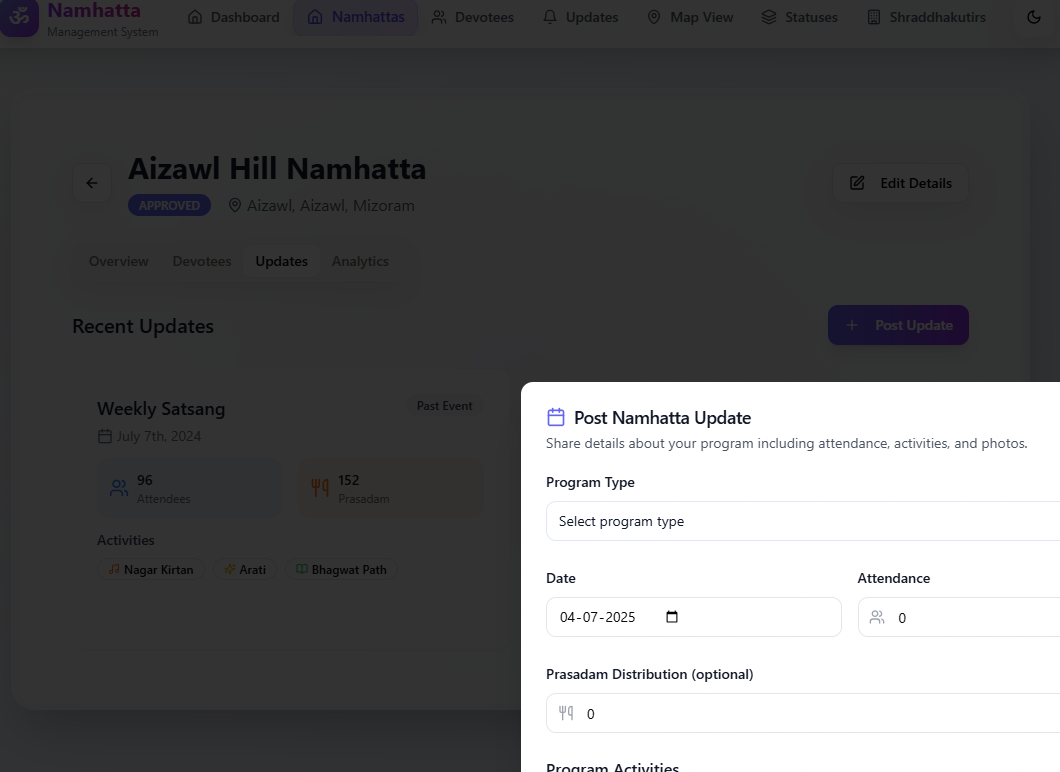 ॐ Namhatta
Management System
Dashboard Namhattas Devotees Updates Map View Statuses Shraddhakutirs
Aizawl Hill Namhatta
APPROVED Aizawl, Aizawl, Mizoram
Edit Details
Overview Devotees Updates Analytics
Recent Updates
Post Update
Weekly Satsang
Past Event
July 7th, 2024
96
Attendees
152
Prasadam
Activities
Nagar Kirtan Arati Bhagwat Path
Post Namhatta Update
Share details about your program including attendance, activities, and photos.
Program Type
Select program type
Date Attendance
04-07-2025 0
Prasadam Distribution (optional)
0
Program Activities